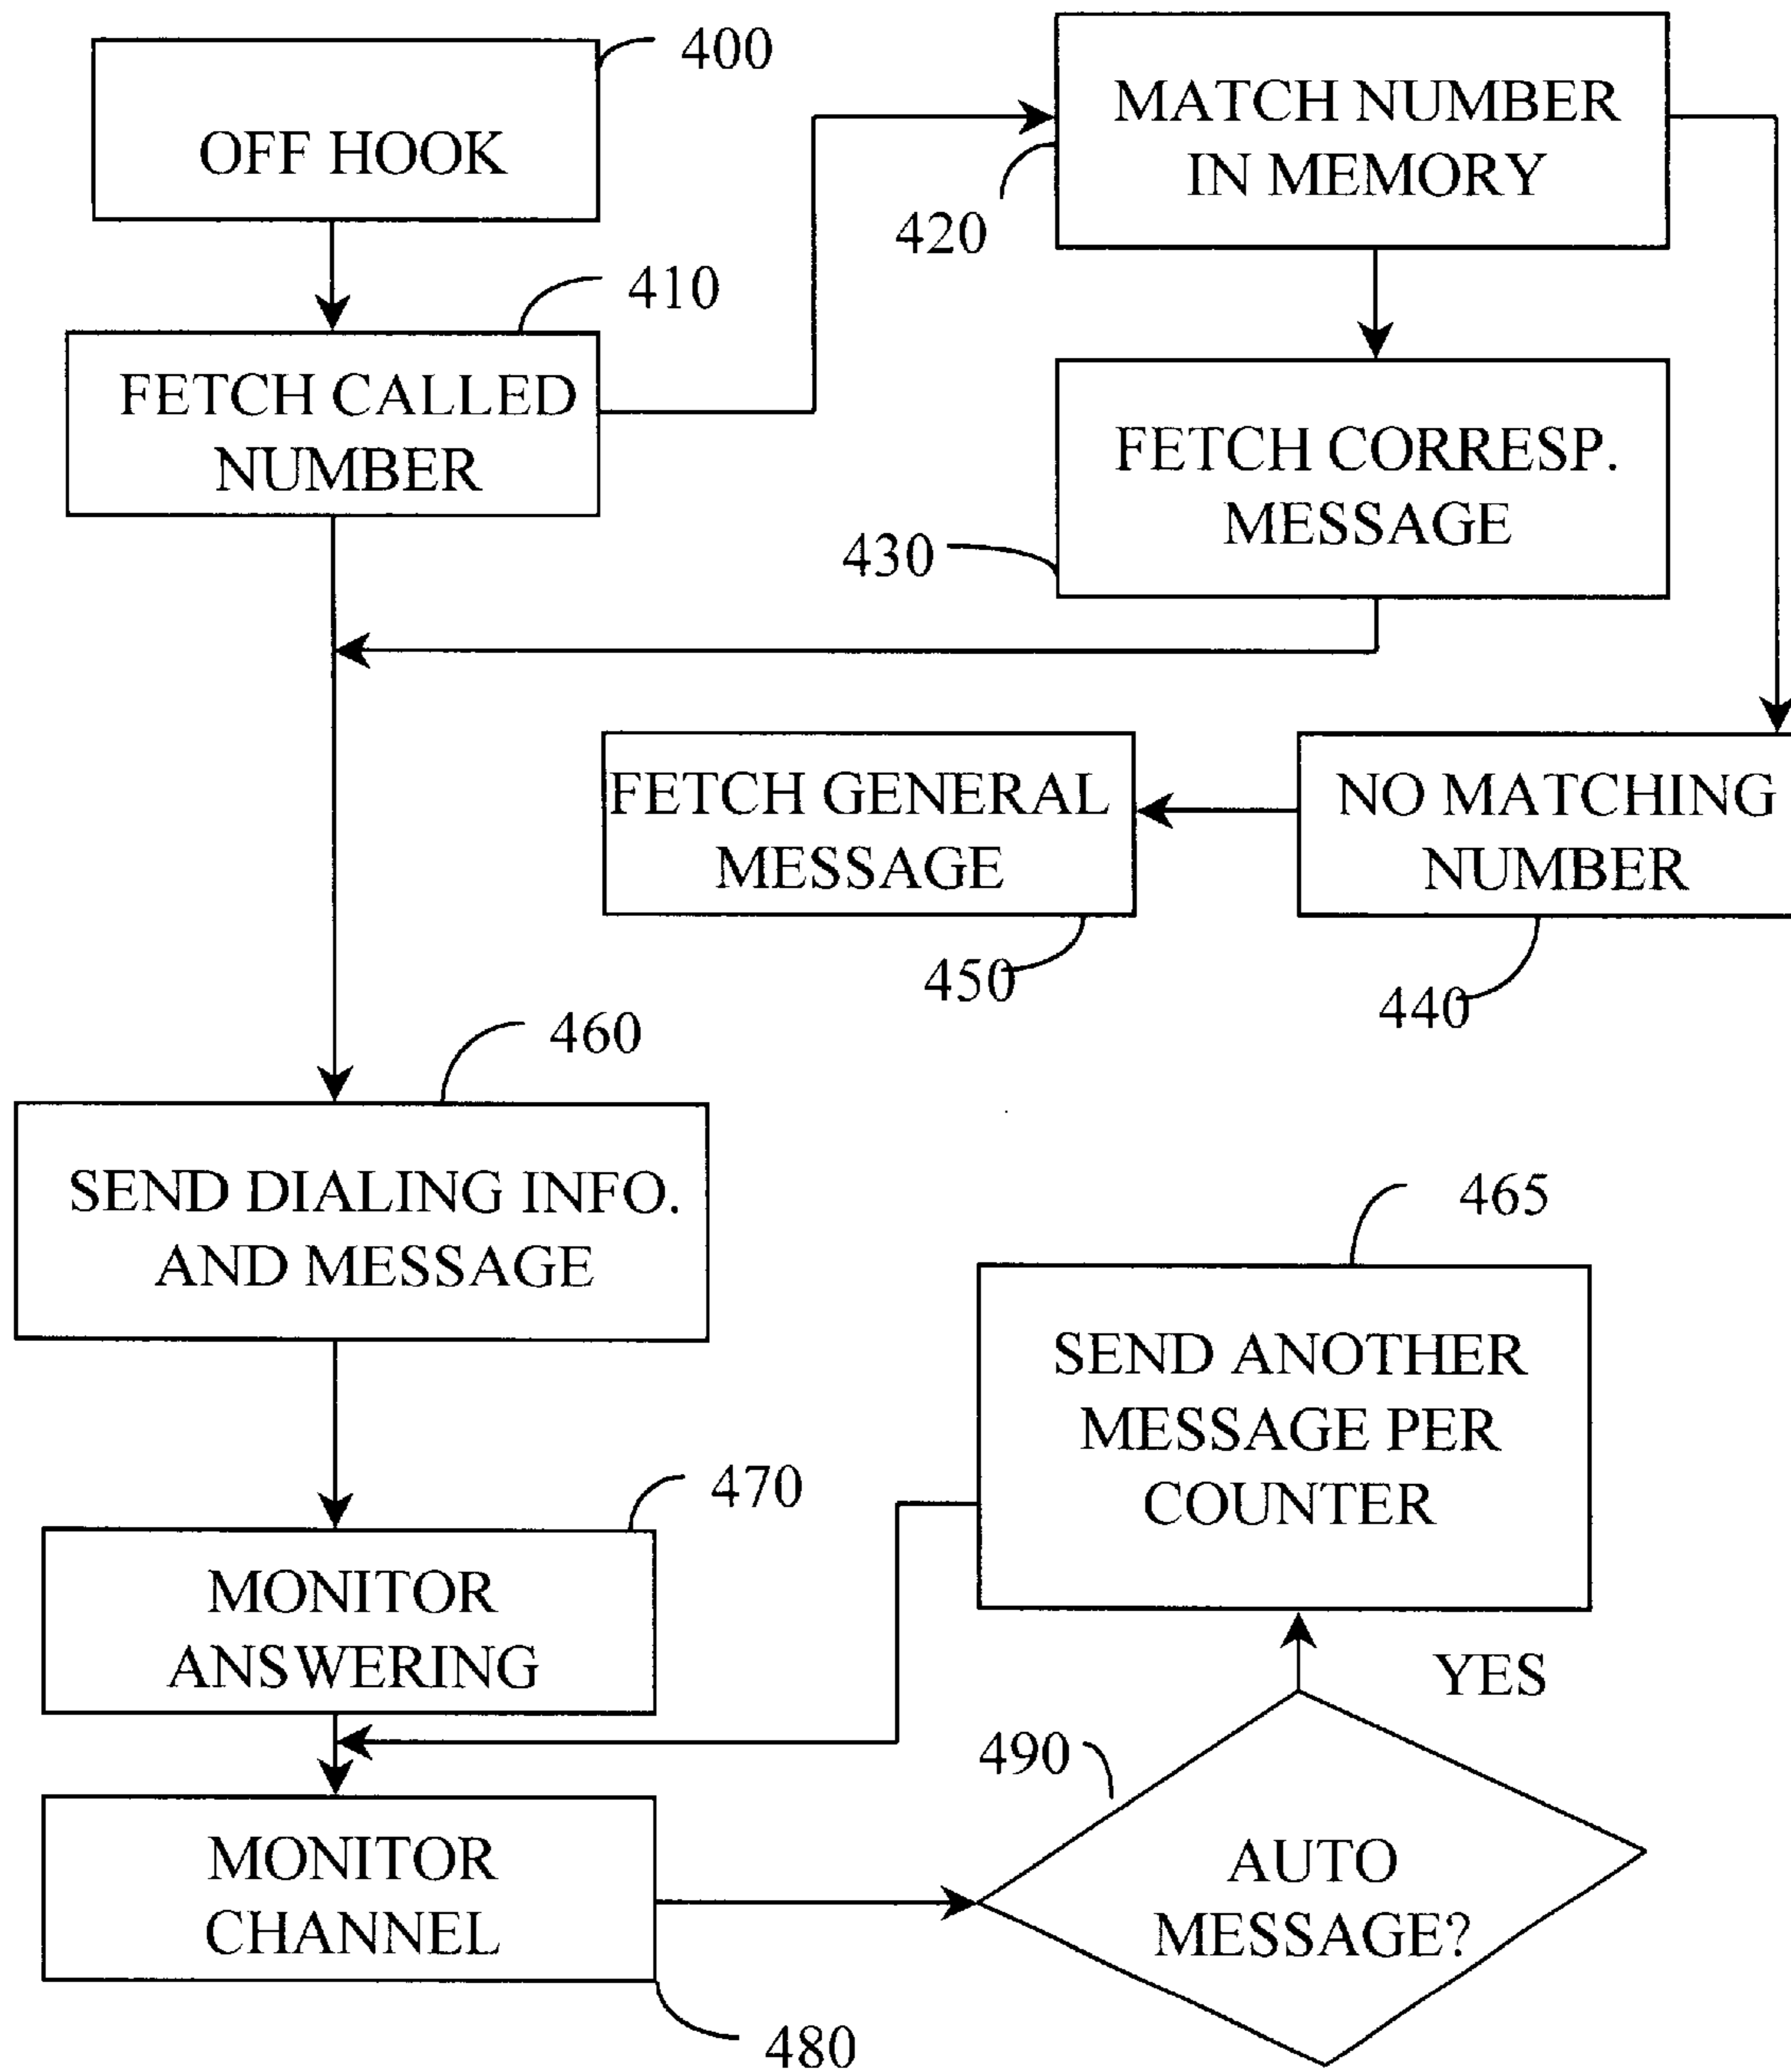 400
OFF HOOK
410
FETCH CALLED
NUMBER
MATCH NUMBER
IN MEMORY
420
FETCH CORRESP.
MESSAGE
430
NO MATCHING
NUMBER
440
FETCH GENERAL
MESSAGE
450
460
SEND DIALING INFO.
AND MESSAGE
465
SEND ANOTHER
MESSAGE PER
COUNTER
470
MONITOR
ANSWERING
YES
490
AUTO
MESSAGE?
MONITOR
CHANNEL
480